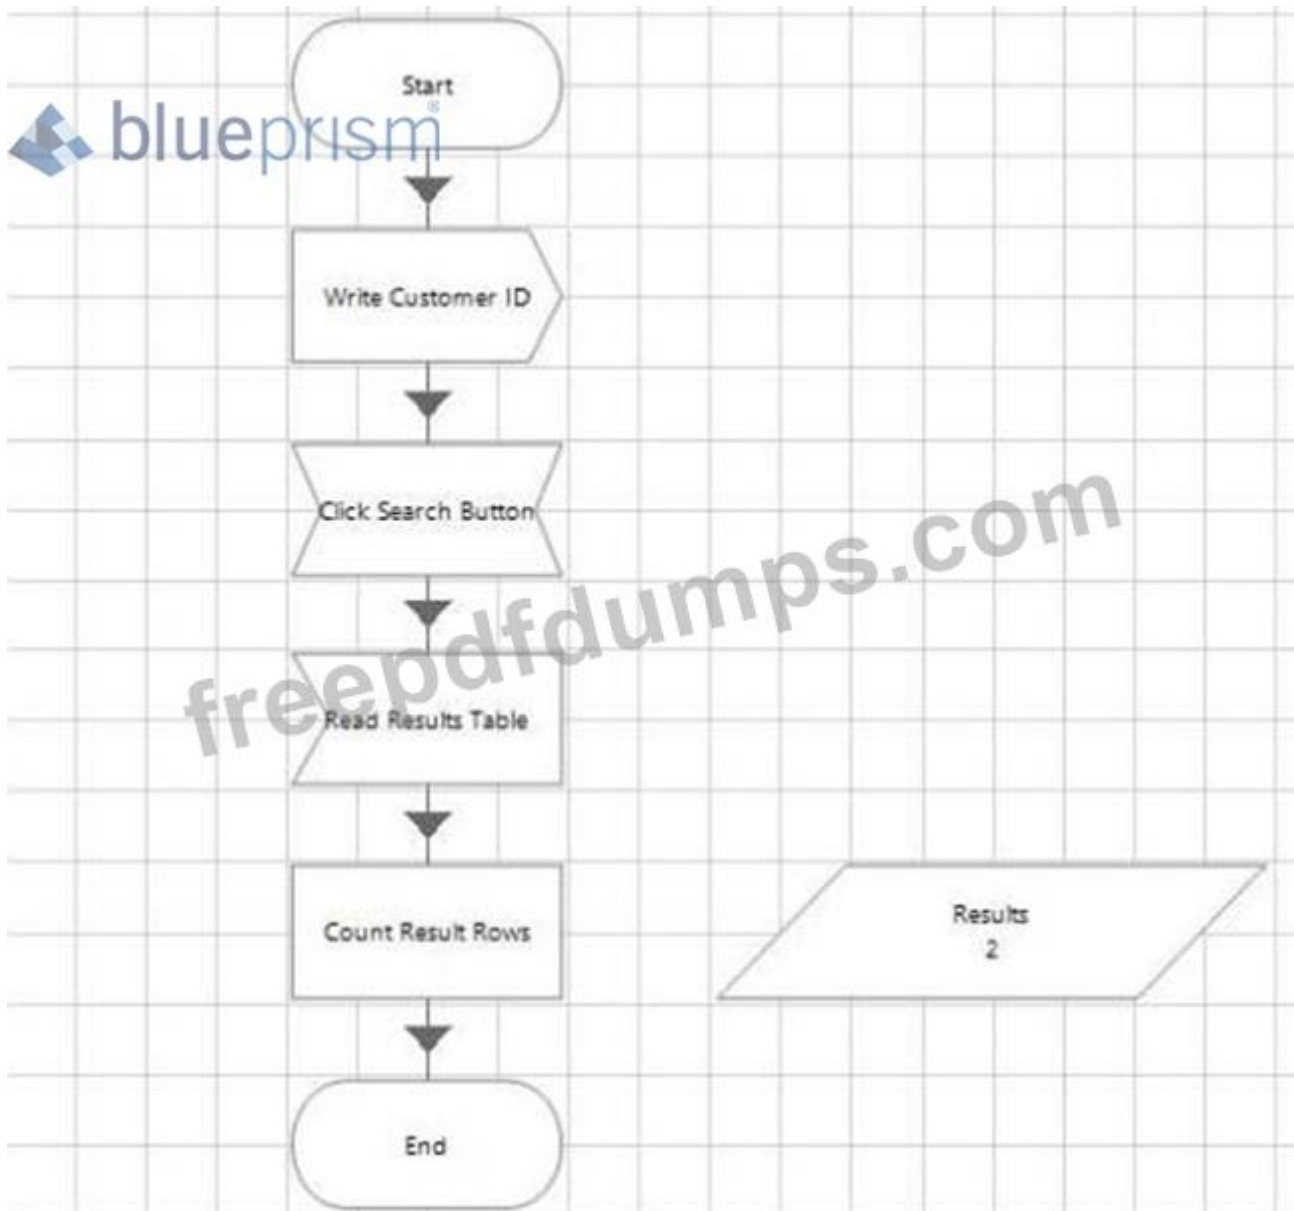 Start
blueprism®
Write Customer ID
Click Search Button
freepdfdumps.com
Read Results Table
Count Result Rows
Results
2
End